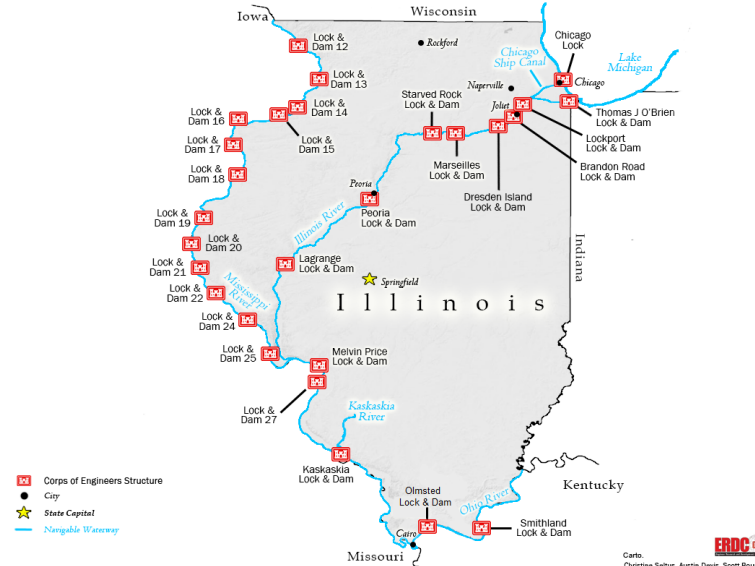 Iowa
Wisconsin
Lock &
Dam 12
Rockford
Chicago
Lock
Chicago
Ship Canal
Lake
Michigan
Lock &
Dam 13
Naperville
Chicago
Lock &
Dam 14
Starved Rock
Lock & Dam
Joliet
Lock &
Dam 16
Thomas J O'Brien
Lock & Dam
Lock &
Dam 15
Lockport
Lock & Dam
Lock &
Dam 17
Marseilles
Lock & Dam
Brandon Road
Lock & Dam
Lock &
Dam 18
Peoria
Dresden Island
Lock & Dam
Lock &
Dam 19
Peoria
Lock & Dam
Illinois River
Lock &
Dam 20
Indiana
Lock &
Dam 21
Lagrange
Lock & Dam
Mississippi
River
Springfield
Lock &
Dam 22
Illinois
Lock &
Dam 24
Lock &
Dam 25
Melvin Price
Lock & Dam
Lock &
Dam 27
Kaskaskia
River
Kaskaskia
Lock & Dam
Corps of Engineers Structure
City
State Capital
Navigable Waterway
Olmsted
Lock & Dam
Ohio River
Kentucky
Smithland
Lock & Dam
Cairo
Missouri
ERDC
Carto.
Christine Saltus, Austin Davis, Scott